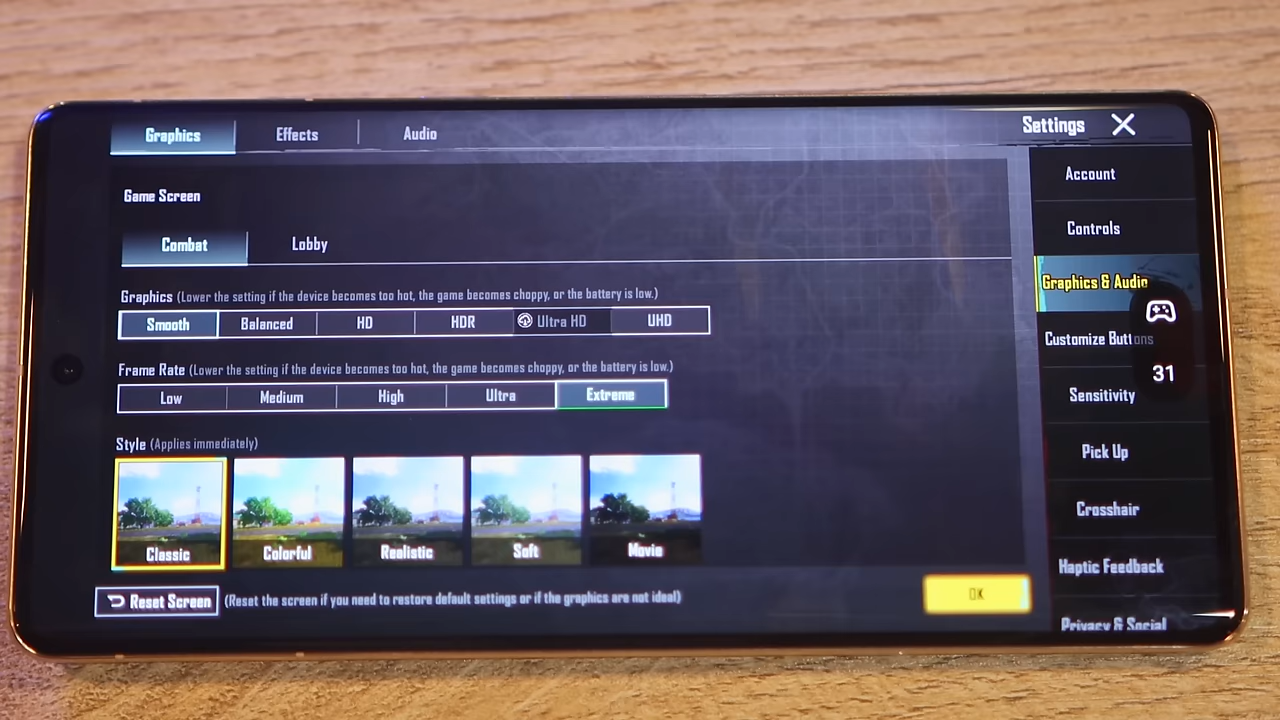 Graphics Effects Audio
Settings
Game Screen
Combat Lobby
Graphics (Lower the setting if the device becomes too hot, the game becomes choppy, or the battery is low.)
Smooth Balanced HD HDR Ultra HD UHD
Frame Rate (Lower the setting if the device becomes too hot, the game becomes choppy, or the battery is low.)
Low Medium High Ultra Extreme
Style (Applies immediately)
Classic Colorful Realistic Soft Movie
Reset Screen (Reset the screen if you need to restore default settings or if the graphics are not ideal)
OK
Account
Controls
Graphics & Audio
Customize Buttons
31
Sensitivity
Pick Up
Crosshair
Haptic Feedback
Privacy & Social